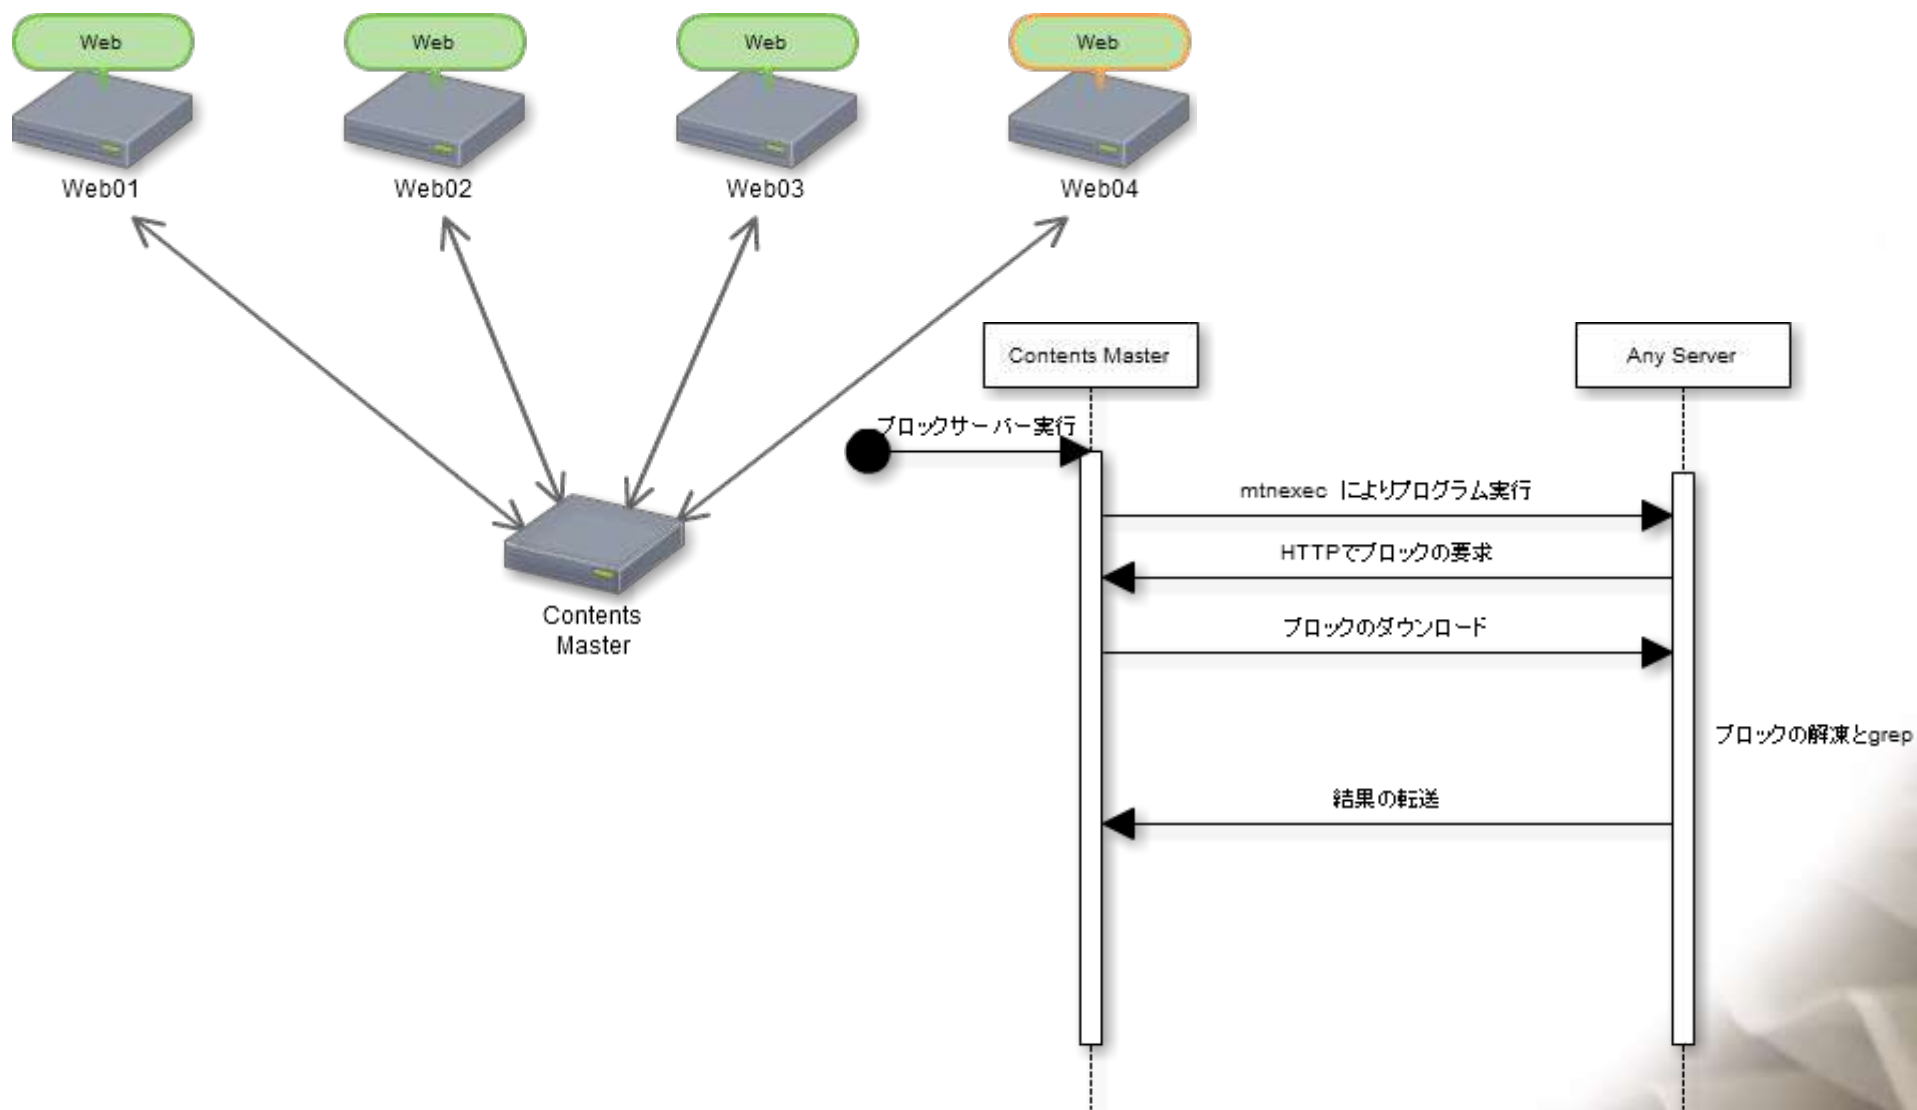 Web
Web
Web
Web
Web01
Web02
Web03
Web04
Contents
Master
Contents Master
Any Server
ブロックサーバー実行
mtnexec によりプログラム実行
HTTPでブロックの要求
ブロックのダウンロード
ブロックの解凍とgrep
結果の転送